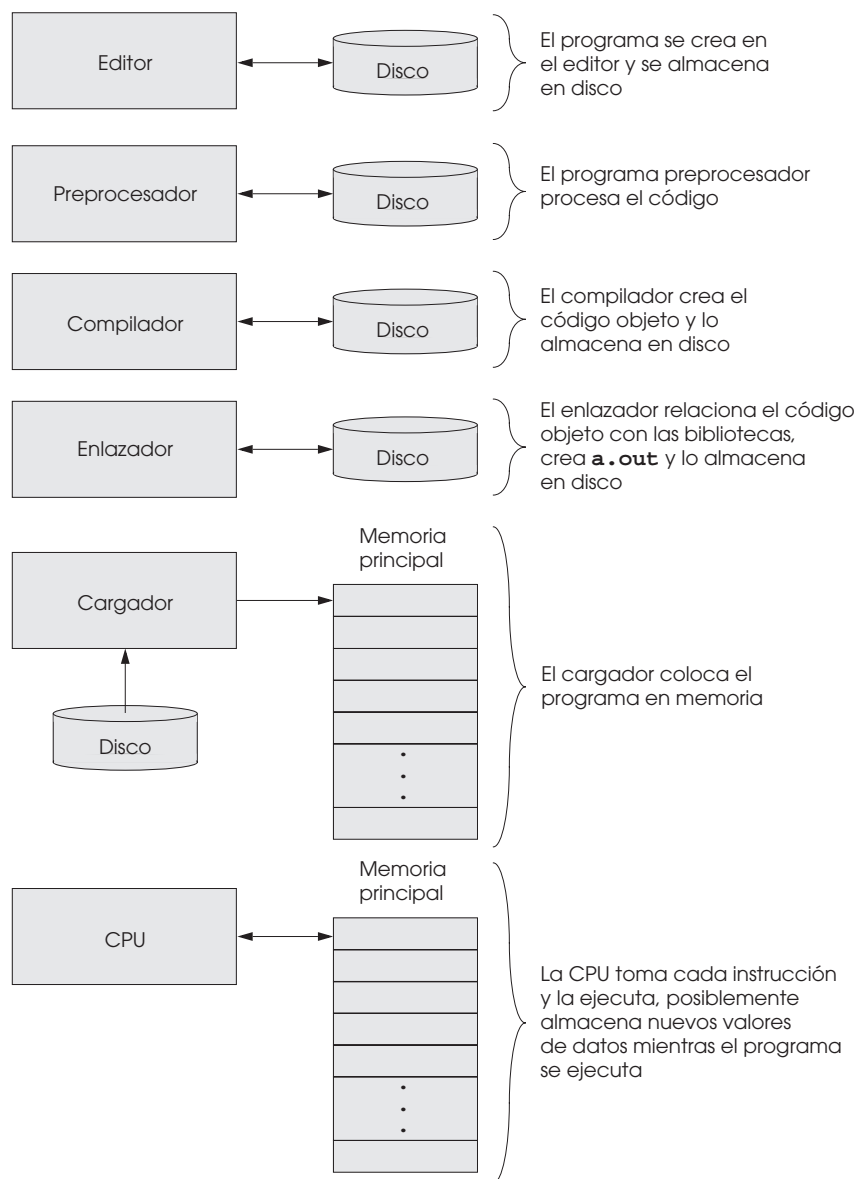 Editor
Disco
El programa se crea en
el editor y se almacena
en disco
Preprocesador
Disco
El programa preprocesador
procesa el código
Compilador
Disco
El compilador crea el
código objeto y lo
almacena en disco
Enlazador
Disco
El enlazador relaciona el código
objeto con las bibliotecas,
crea a.out y lo almacena
en disco
Memoria
principal
Cargador
Disco
El cargador coloca el
programa en memoria
Memoria
principal
CPU
La CPU toma cada instrucción
y la ejecuta, posiblemente
almacena nuevos valores
de datos mientras el programa
se ejecuta